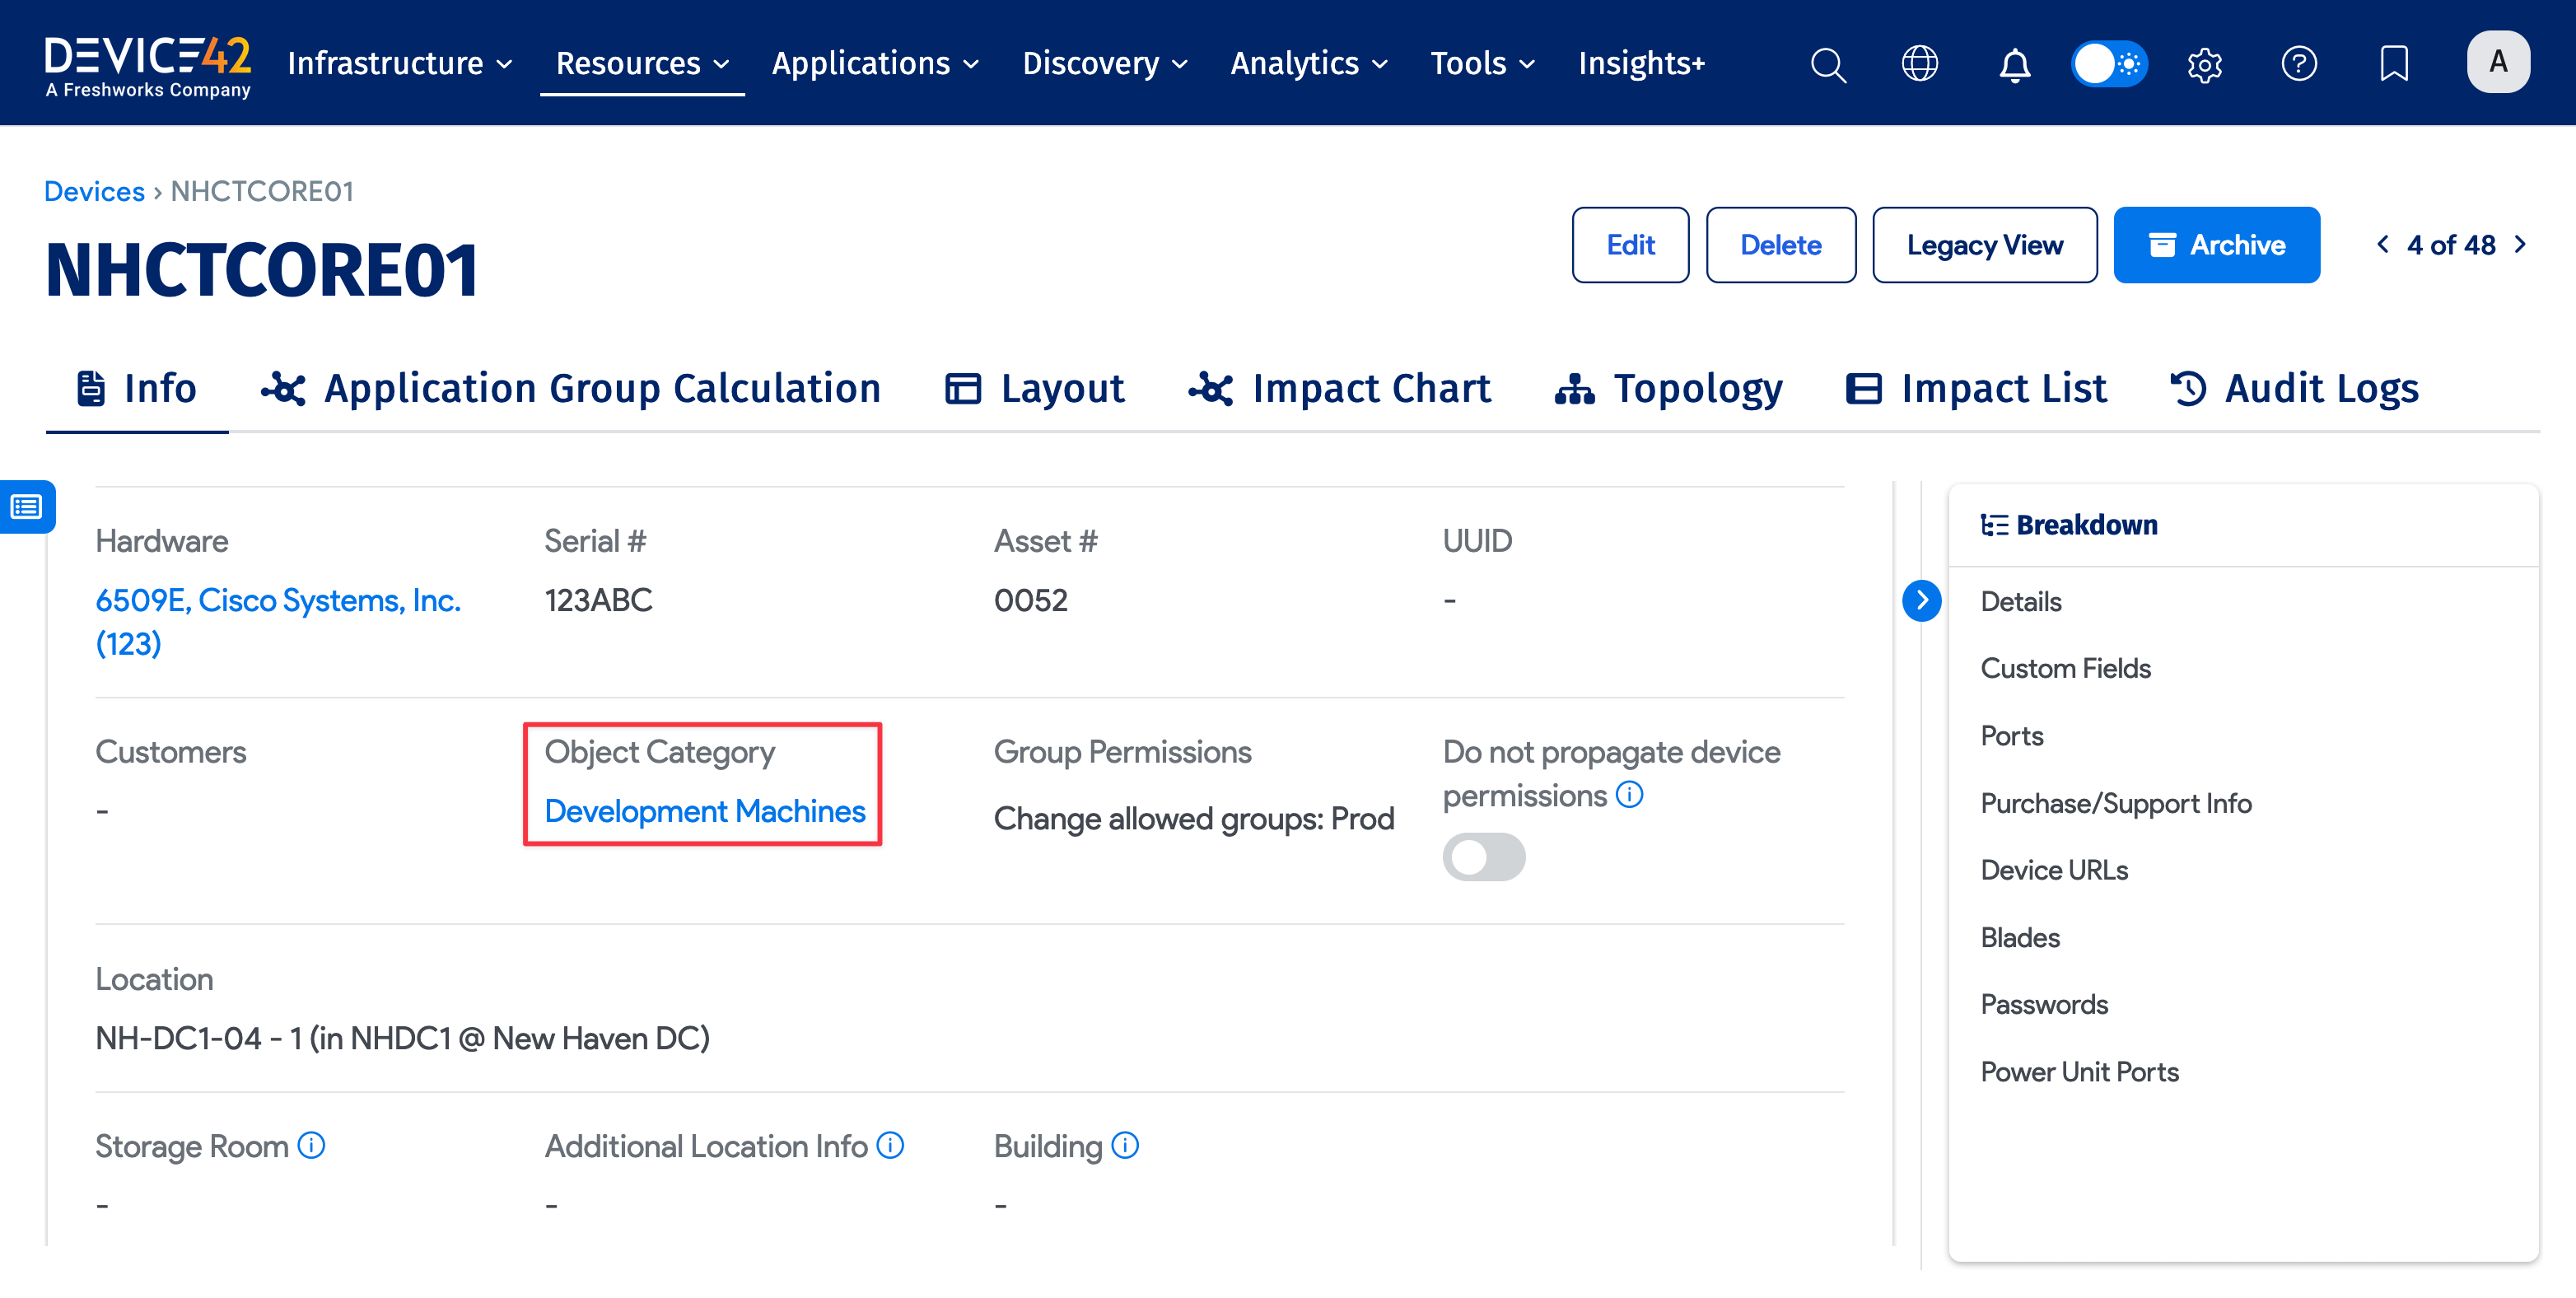 DEVICE42
A Freshworks Company
Infrastructure Resources Applications Discovery Analytics Tools Insights+
A
Devices › NHCTCORE01
NHCTCORE01
Edit Delete Legacy View Archive < 4 of 48 >
Info Application Group Calculation Layout Impact Chart Topology Impact List Audit Logs
Hardware Serial # Asset # UUID
6509E, Cisco Systems, Inc. 123ABC 0052 -
(123)
Customers Object Category Group Permissions Do not propagate device
permissions
- Development Machines Change allowed groups: Prod
Location
NH-DC1-04 - 1 (in NHDC1 @ New Haven DC)
Storage Room Additional Location Info Building
- - -
Breakdown
Details
Custom Fields
Ports
Purchase/Support Info
Device URLs
Blades
Passwords
Power Unit Ports